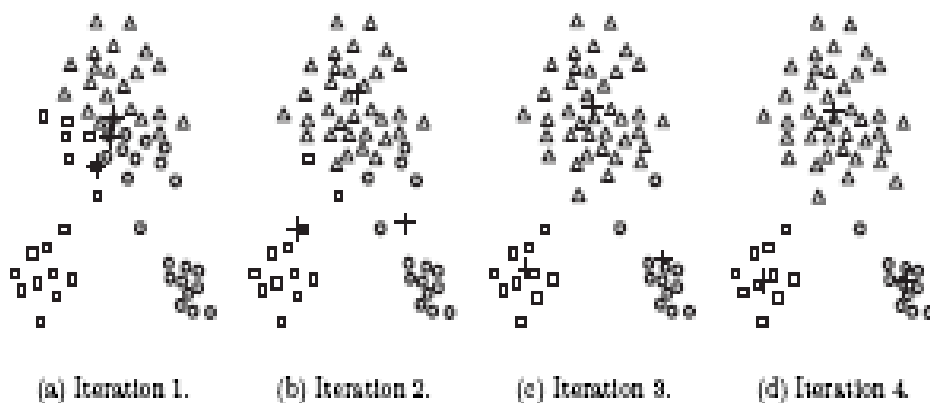 (a) Iteration 1.
(b) Iteration 2.
(c) Iteration 3.
(d) Iteration 4.